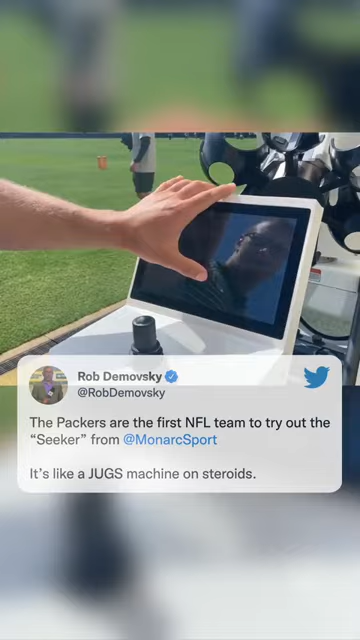 Rob Demovsky
@RobDemovsky
The Packers are the first NFL team to try out the
“Seeker” from @MonarcSport
It’s like a JUGS machine on steroids.